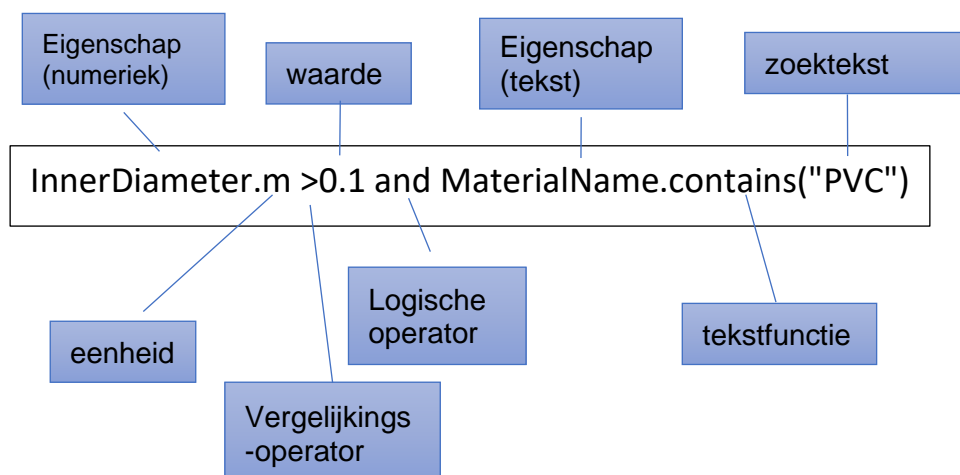 Eigenschap
(numeriek)
waarde
Eigenschap
(tekst)
zoektekst
InnerDiameter.m >0.1 and MaterialName.contains("PVC")
eenheid
Vergelijkings
-operator
Logische
operator
tekstfunctie